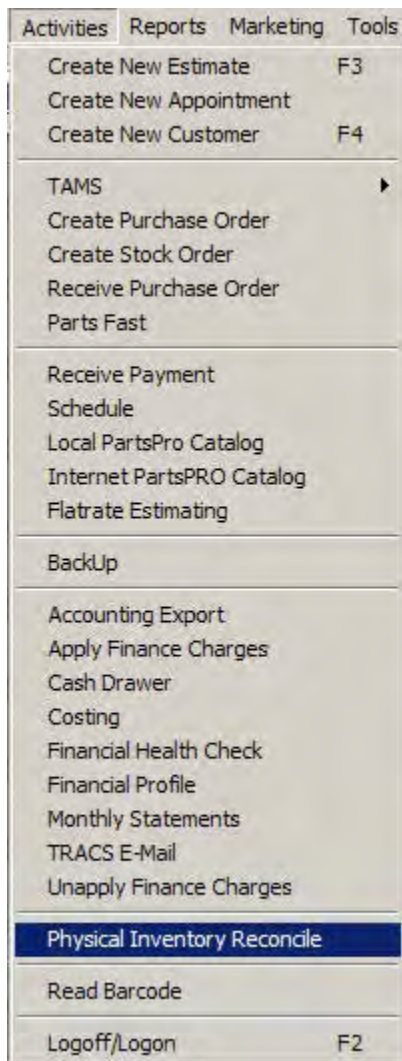 Activities Reports Marketing Tools
Create New Estimate F3
Create New Appointment
Create New Customer F4
TAMS
Create Purchase Order
Create Stock Order
Receive Purchase Order
Parts Fast
Receive Payment
Schedule
Local PartsPro Catalog
Internet PartsPRO Catalog
Flatrate Estimating
BackUp
Accounting Export
Apply Finance Charges
Cash Drawer
Costing
Financial Health Check
Financial Profile
Monthly Statements
TRACS E-Mail
Unapply Finance Charges
Physical Inventory Reconcile
Read Barcode
Logoff/Logon F2